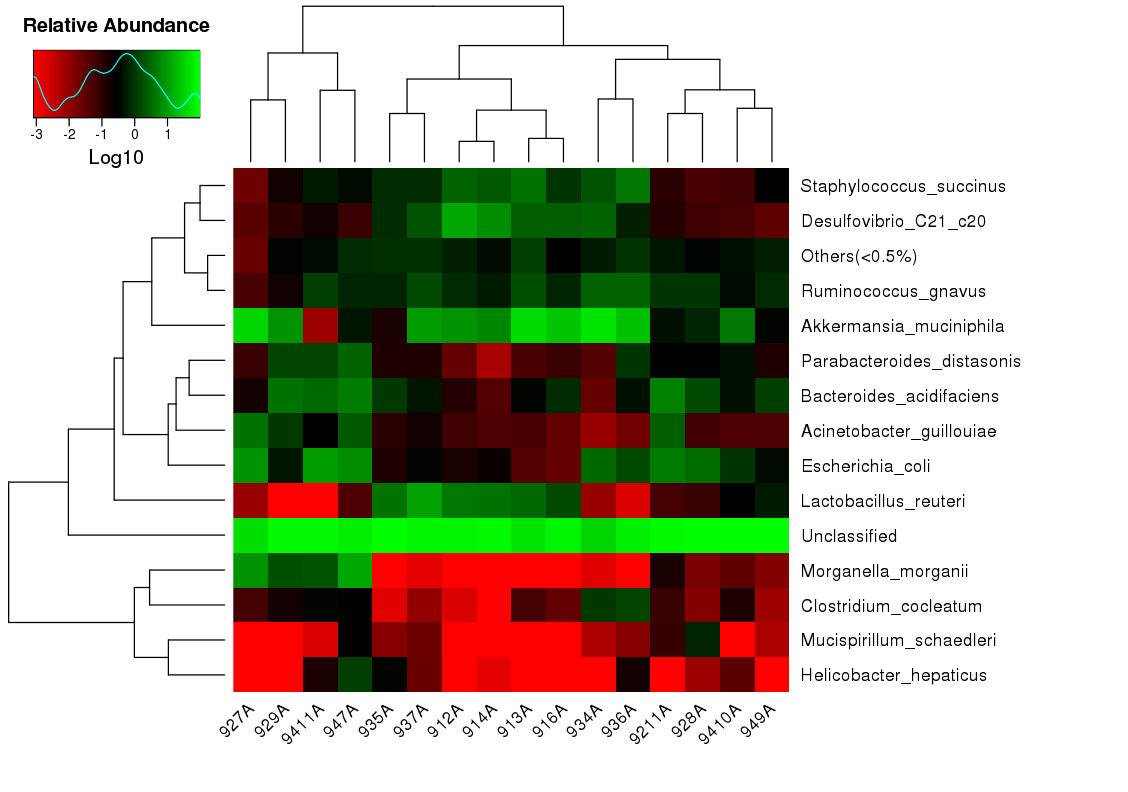 Relative Abundance
-3 -2 -1 0 1
Log10
Staphylococcus_succinus
Desulfovibrio_C21_c20
Others(<0.5%)
Ruminococcus_gnavus
Akkermansia_muciniphila
Parabacteroides_distasonis
Bacteroides_acidifaciens
Acinetobacter_guillouiae
Escherichia_coli
Lactobacillus_reuteri
Unclassified
Morganella_morganii
Clostridium_cocleatum
Mucispirillum_schaedleri
Helicobacter_hepaticus
927A 929A 9411A 947A 935A 937A 912A 914A 913A 916A 934A 936A 9211A 928A 9410A 949A